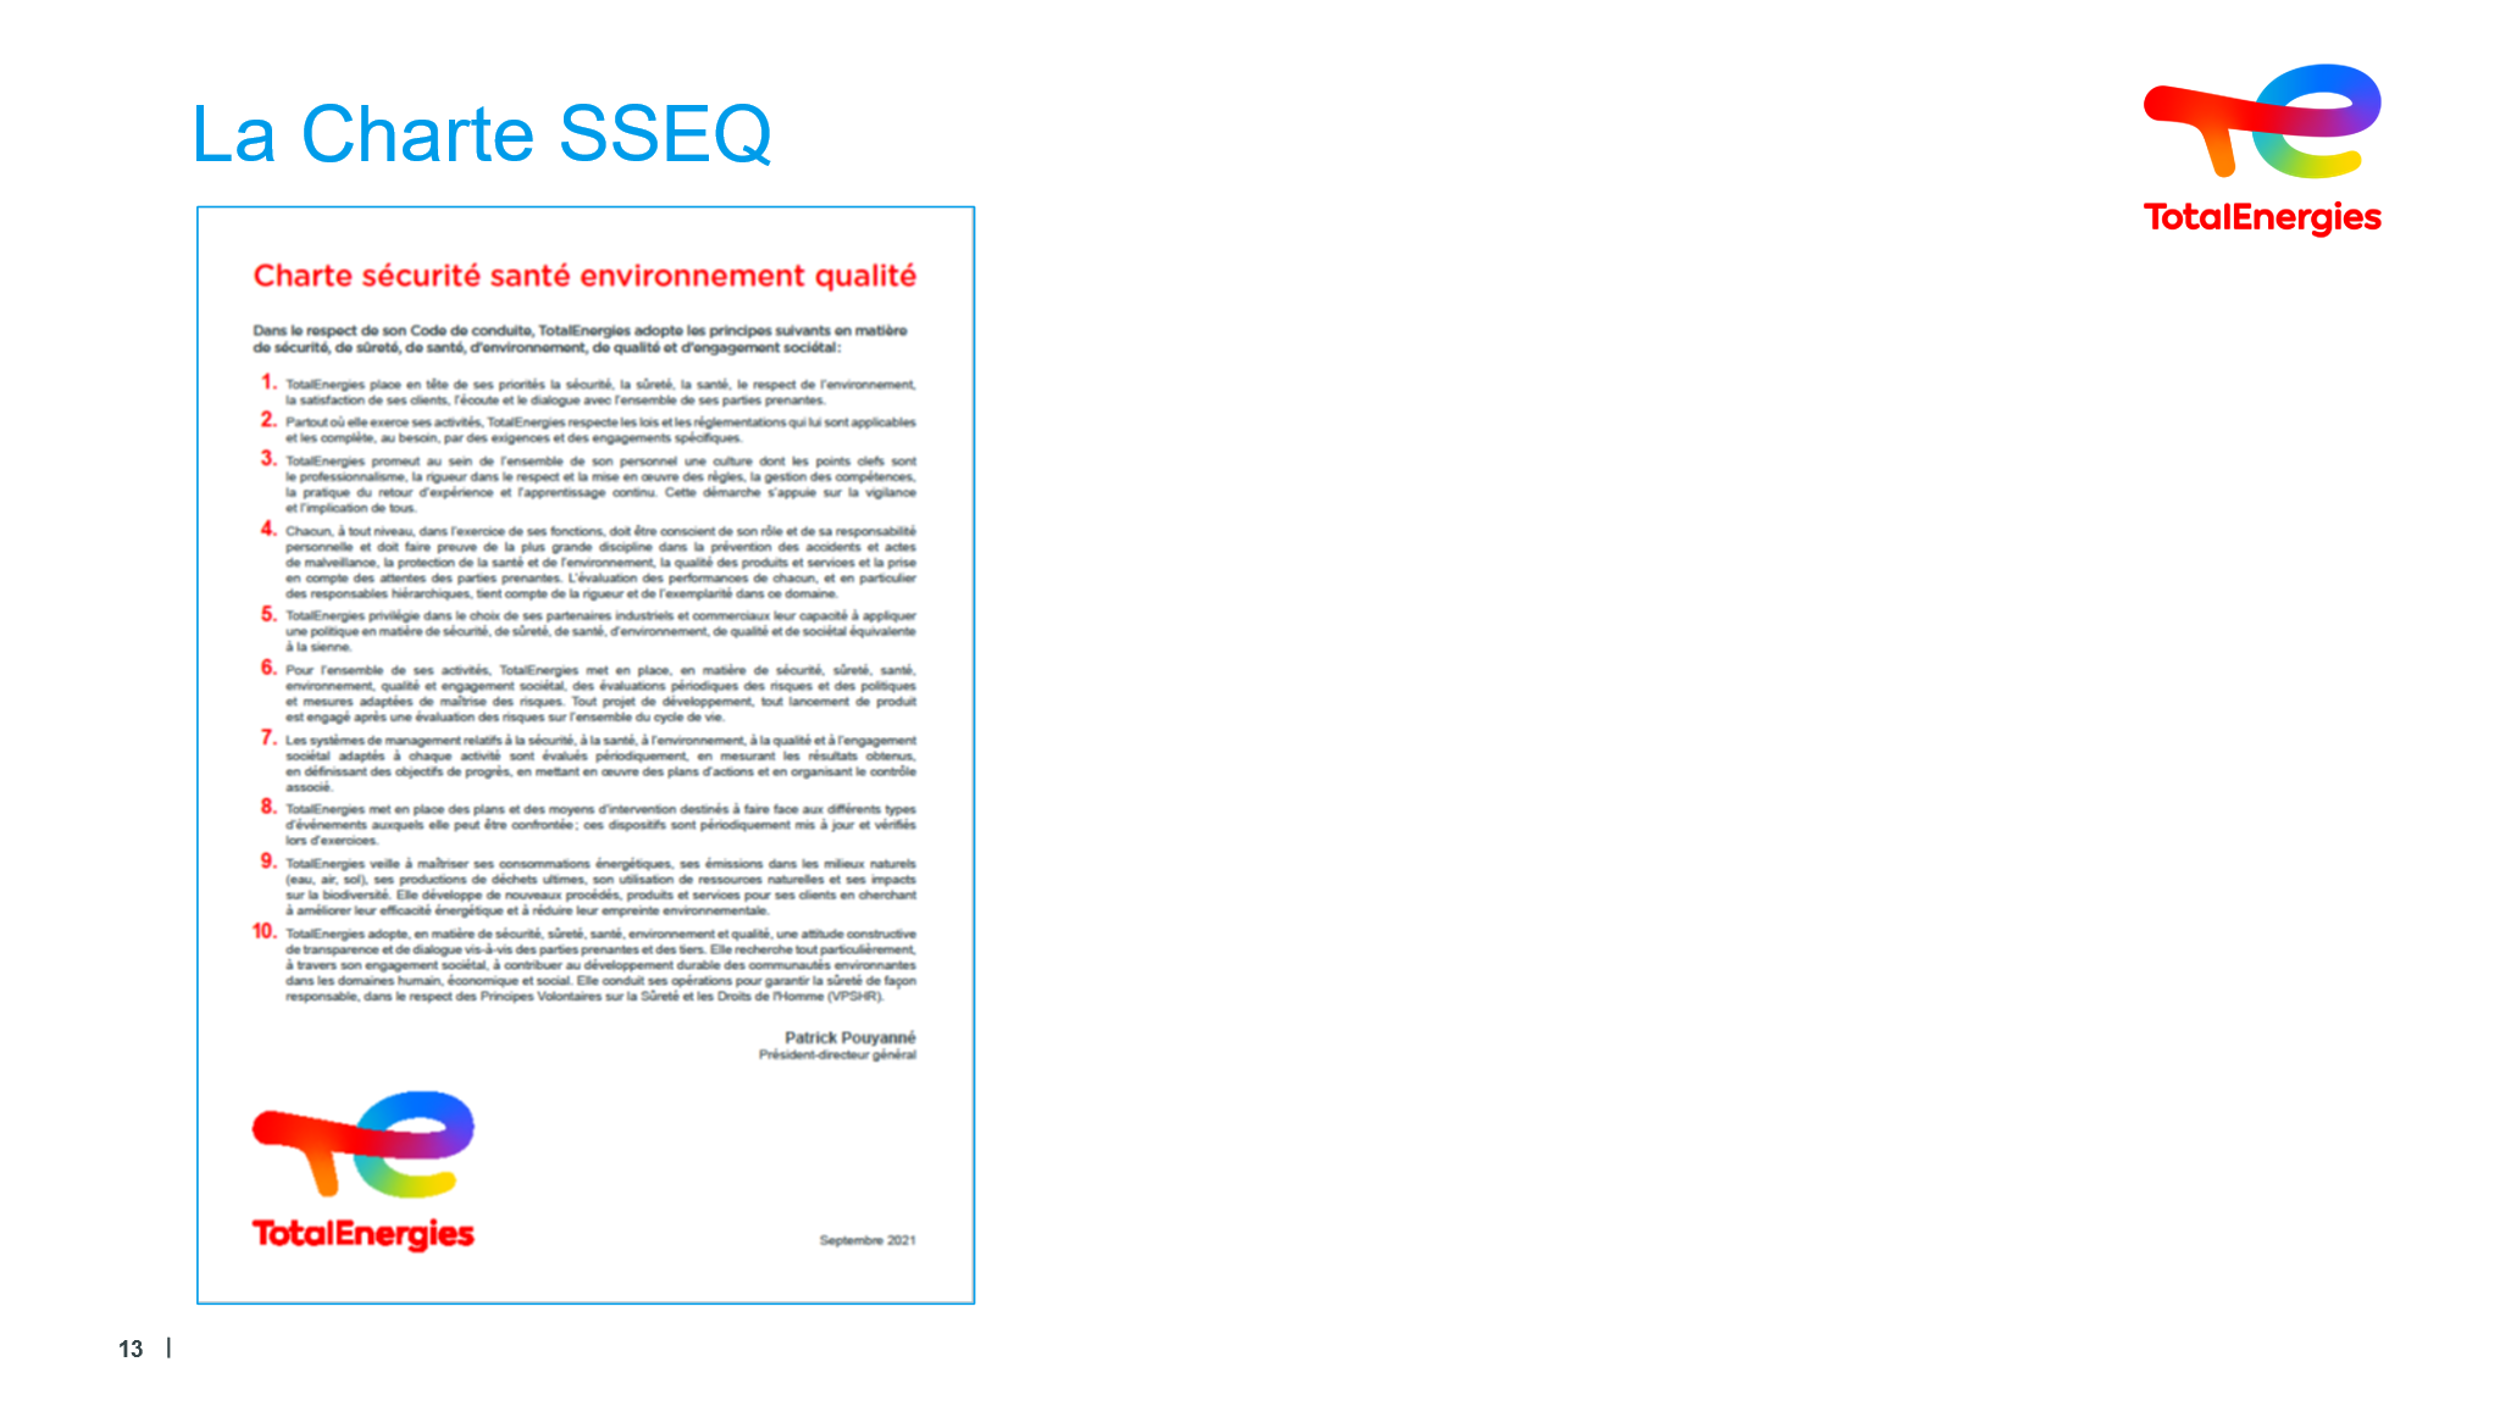 La Charte SSEQ
TotalEnergies
Charte sécurité santé environnement qualité
Dans le respect de son Code de conduite, TotalEnergies adopte les principes suivants en matière
de sécurité, de sûreté, de santé, d'environnement, de qualité et d'engagement sociétal :
1. TotalEnergies place en tête de ses priorités la sécurité, la sûreté, la santé, le respect de l'environnement,
la satisfaction de ses clients, l'écoute et le dialogue avec l'ensemble de ses parties prenantes.
2. Partout où elle exerce ses activités, TotalEnergies respecte les lois et les réglementations qui lui sont applicables
et les complète, au besoin, par des exigences et des engagements spécifiques.
3. TotalEnergies promeut au sein de l'ensemble de son personnel une culture dont les points clefs sont
le professionnalisme, la rigueur dans le respect et la mise en œuvre des règles, la gestion des compétences,
la pratique du retour d'expérience et l'apprentissage continu. Cette démarche s'appuie sur la vigilance
et l'implication de tous.
4. Chacun, à tout niveau, dans l'exercice de ses fonctions, doit être conscient de son rôle et de sa responsabilité
personnelle et doit faire preuve de la plus grande discipline dans la prévention des accidents et actes
de malveillance, la protection de la santé et de l'environnement, la qualité des produits et services et la prise
en compte des attentes des parties prenantes. L'évaluation des performances de chacun, et en particulier
des responsables hiérarchiques, tient compte de la rigueur et de l'exemplarité dans ce domaine.
5. TotalEnergies privilégie dans le choix de ses partenaires industriels et commerciaux leur capacité à appliquer
une politique en matière de sécurité, de sûreté, de santé, d'environnement, de qualité et de sociétal équivalente
à la sienne.
6. Pour l'ensemble de ses activités, TotalEnergies met en place, en matière de sécurité, sûreté, santé,
environnement, qualité et engagement sociétal, des évaluations périodiques des risques et des politiques
et mesures adaptées de maîtrise des risques. Tout projet de développement, tout lancement de produit
est engagé après une évaluation des risques sur l'ensemble du cycle de vie.
7. Les systèmes de management relatifs à la sécurité, à la santé, à l'environnement, à la qualité et à l'engagement
sociétal adaptés à chaque activité sont évalués périodiquement, en mesurant les résultats obtenus,
en définissant des objectifs de progrès, en mettant en œuvre des plans d'actions et en organisant le contrôle
associé.
8. TotalEnergies met en place des plans et des moyens d'intervention destinés à faire face aux différents types
d'événements auxquels elle peut être confrontée ; ces dispositifs sont périodiquement mis à jour et vérifiés
lors d'exercices.
9. TotalEnergies veille à maîtriser ses consommations énergétiques, ses émissions dans les milieux naturels
(eau, air, sol), ses productions de déchets ultimes, son utilisation de ressources naturelles et ses impacts
sur la biodiversité. Elle développe de nouveaux procédés, produits et services pour ses clients en cherchant
à améliorer leur efficacité énergétique et à réduire leur empreinte environnementale.
10. TotalEnergies adopte, en matière de sécurité, sûreté, santé, environnement et qualité, une attitude constructive
de transparence et de dialogue vis-à-vis des parties prenantes et des tiers. Elle recherche tout particulièrement,
à travers son engagement sociétal, à contribuer au développement durable des communautés environnantes
dans les domaines humain, économique et social. Elle conduit ses opérations pour garantir la sûreté de façon
responsable, dans le respect des Principes Volontaires sur la Sûreté et les Droits de l'Homme (VPSHR).
Patrick Pouyanné
Président-directeur général
TotalEnergies
Septembre 2021
13 |